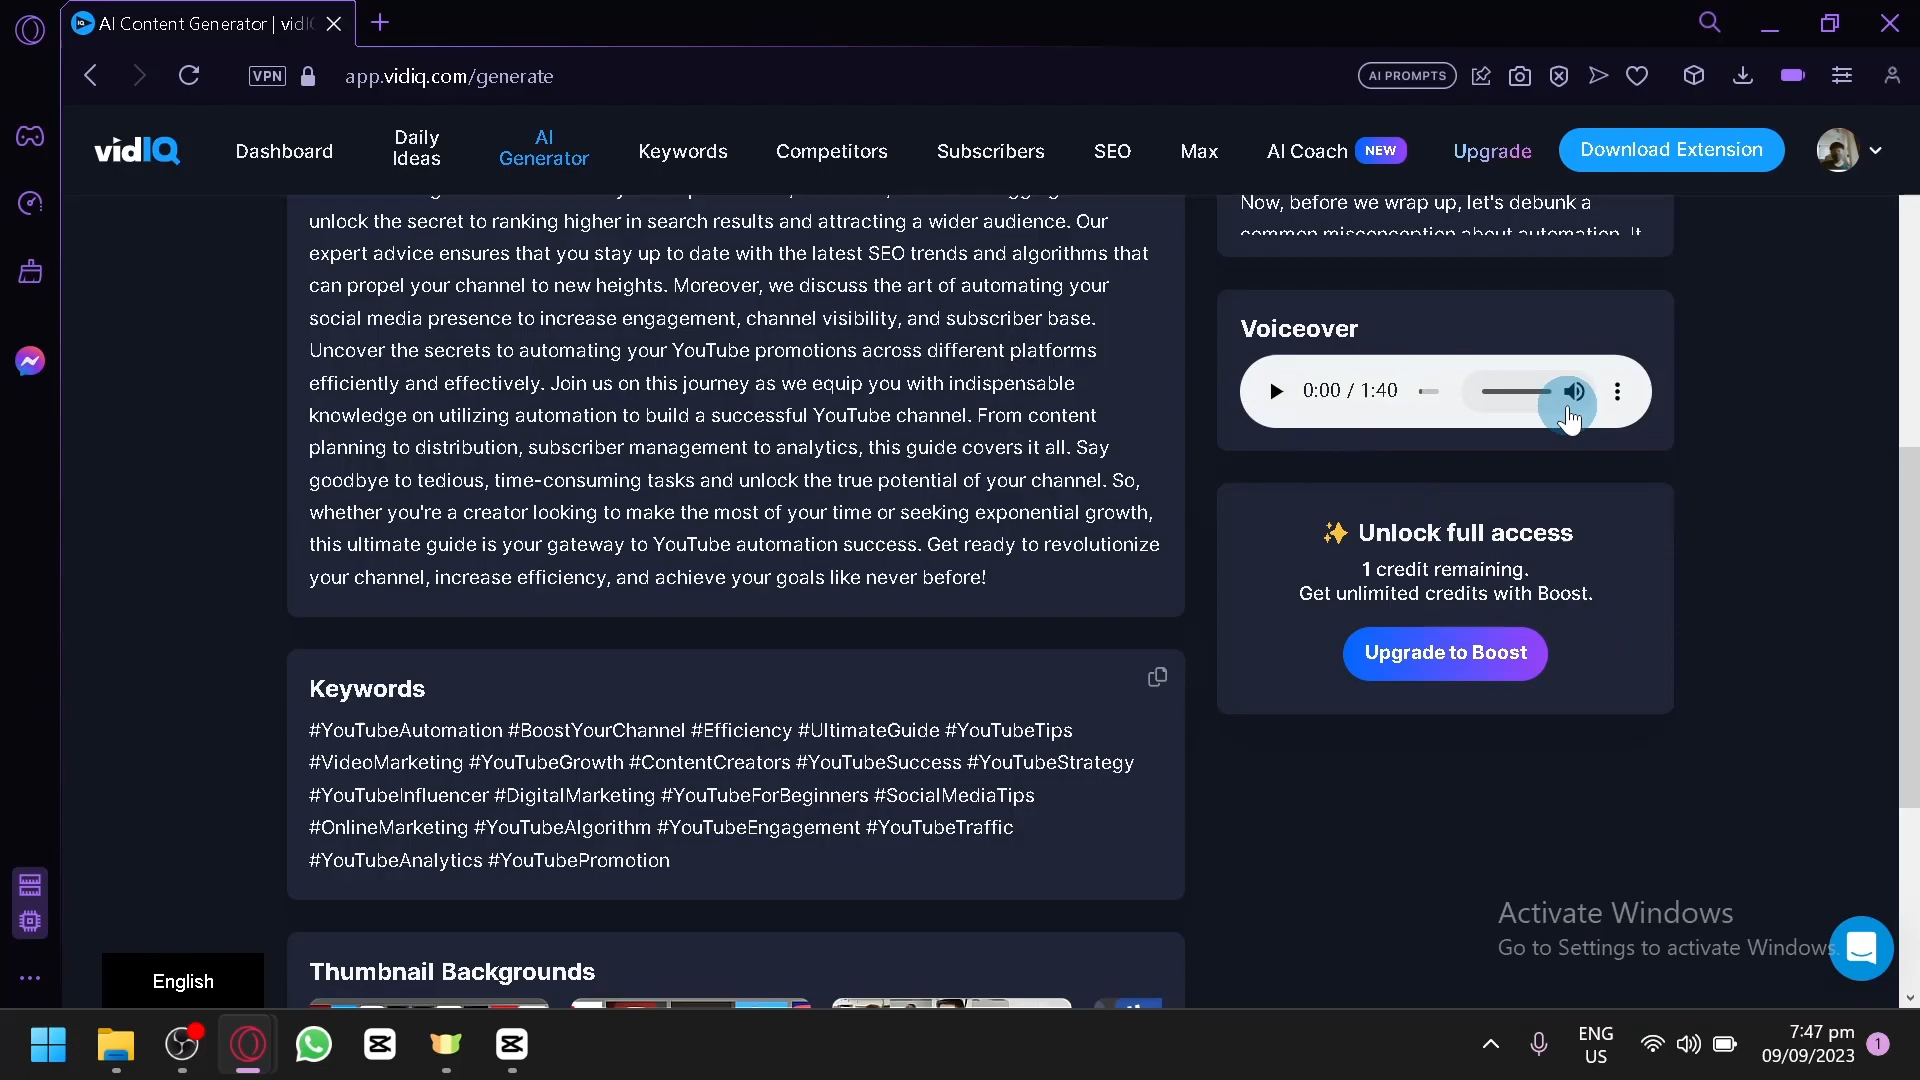 AI Content Generator | vidI
VPN
app.vidiq.com/generate
AI PROMPTS
vidIQ
Dashboard
Daily
Ideas
AI
Generator
Keywords
Competitors
Subscribers
SEO
Max
AI Coach
NEW
Upgrade
Download Extension
unlock the secret to ranking higher in search results and attracting a wider audience. Our
expert advice ensures that you stay up to date with the latest SEO trends and algorithms that
can propel your channel to new heights. Moreover, we discuss the art of automating your
social media presence to increase engagement, channel visibility, and subscriber base.
Uncover the secrets to automating your YouTube promotions across different platforms
efficiently and effectively. Join us on this journey as we equip you with indispensable
knowledge on utilizing automation to build a successful YouTube channel. From content
planning to distribution, subscriber management to analytics, this guide covers it all. Say
goodbye to tedious, time-consuming tasks and unlock the true potential of your channel. So,
whether you're a creator looking to make the most of your time or seeking exponential growth,
this ultimate guide is your gateway to YouTube automation success. Get ready to revolutionize
your channel, increase efficiency, and achieve your goals like never before!
Keywords
#YouTubeAutomation #BoostYourChannel #Efficiency #UltimateGuide #YouTubeTips
#VideoMarketing #YouTubeGrowth #ContentCreators #YouTubeSuccess #YouTubeStrategy
#YouTubeInfluencer #DigitalMarketing #YouTubeForBeginners #SocialMediaTips
#OnlineMarketing #YouTubeAlgorithm #YouTubeEngagement #YouTubeTraffic
#YouTubeAnalytics #YouTubePromotion
Thumbnail Backgrounds
Now, before we wrap up, let's debunk a
common misconception about automation. It
Voiceover
0:00 / 1:40
✨ Unlock full access
1 credit remaining.
Get unlimited credits with Boost.
Upgrade to Boost
Activate Windows
Go to Settings to activate Windows.
English
ENG
US
7:47 pm
09/09/2023
1